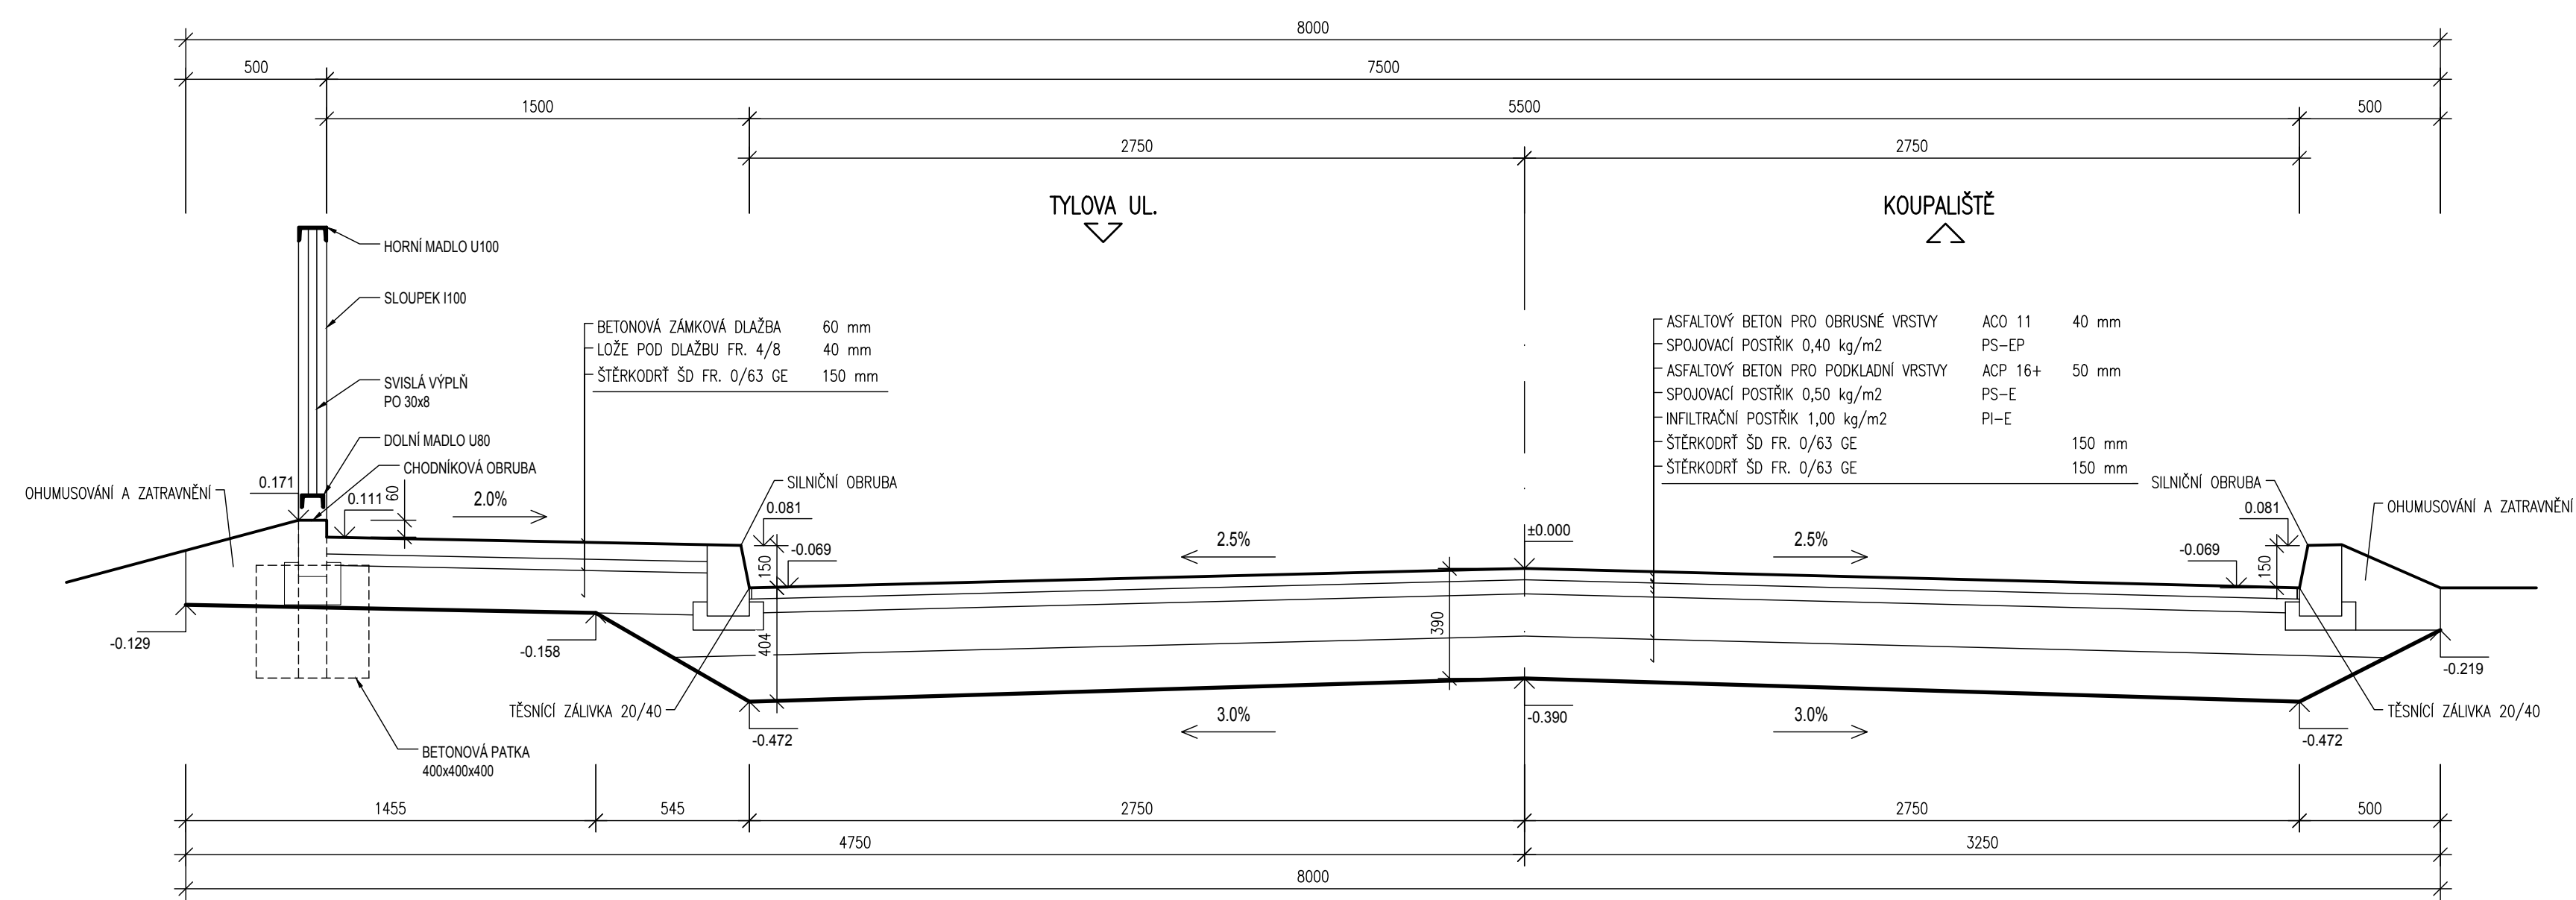 8000
500 7500
1500 5500 500
2750 2750
TYLOVA UL. KOUPALIŠTĚ
HORNÍ MADLO U100
SLOUPEK I100
SVISLÁ VÝPLŇ
PO 30x8
DOLNÍ MADLO U80
CHODNÍKOVÁ OBRUBA
OHUMUSOVÁNÍ A ZATRAVNĚNÍ
BETONOVÁ ZÁMKOVÁ DLAŽBA 60 mm
LOŽE POD DLAŽBU FR. 4/8 40 mm
ŠTĚRKODRŤ ŠD FR. 0/63 GE 150 mm
ASFALTOVÝ BETON PRO OBRUSNÉ VRSTVY ACO 11 40 mm
SPOJOVACÍ POSTŘIK 0,40 kg/m2 PS-EP
ASFALTOVÝ BETON PRO PODKLADNÍ VRSTVY ACP 16+ 50 mm
SPOJOVACÍ POSTŘIK 0,50 kg/m2 PS-E
INFILTRAČNÍ POSTŘIK 1,00 kg/m2 PI-E
ŠTĚRKODRŤ ŠD FR. 0/63 GE 150 mm
ŠTĚRKODRŤ ŠD FR. 0/63 GE 150 mm
SILNIČNÍ OBRUBA
SILNIČNÍ OBRUBA
OHUMUSOVÁNÍ A ZATRAVNĚNÍ
0.171
0.111
60
2.0%
0.081
-0.069
150
2.5%
±0.000
2.5%
0.081
-0.069
150
404
390
-0.129
-0.158
-0.219
TĚSNÍCÍ ZÁLIVKA 20/40
-0.472
3.0%
-0.390
3.0%
-0.472
TĚSNÍCÍ ZÁLIVKA 20/40
BETONOVÁ PATKA
400x400x400
1455 545 2750 2750 500
4750 3250
8000